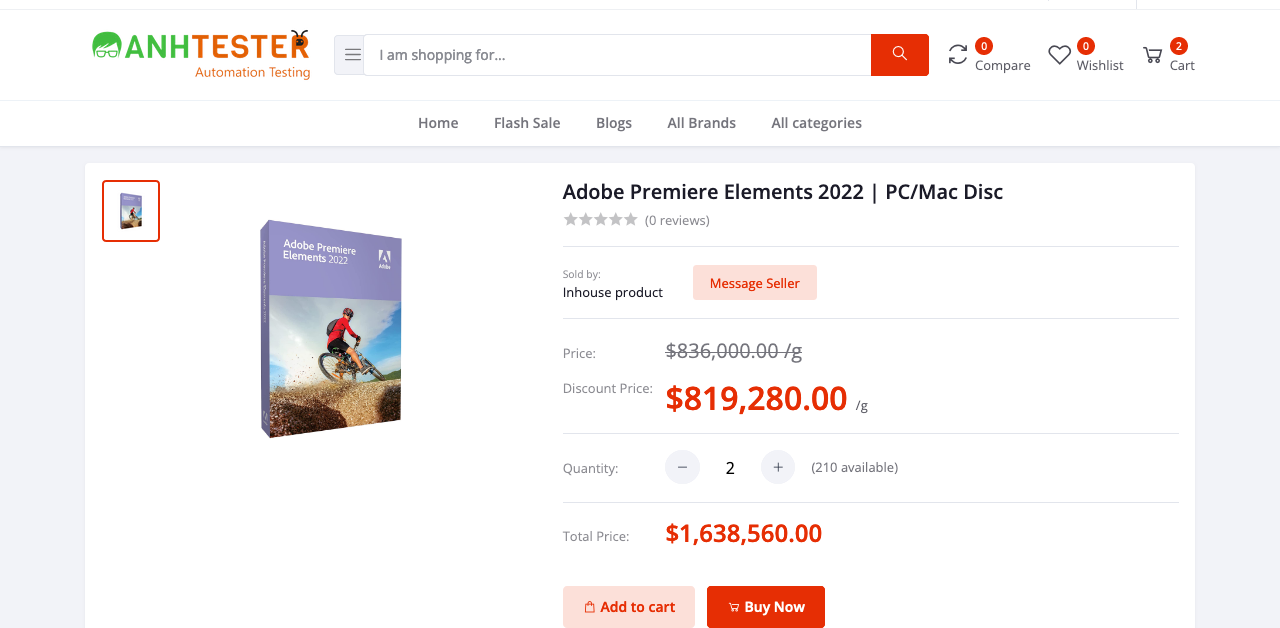 ANHTESTER
Automation Testing
I am shopping for...
0
Compare
0
Wishlist
2
Cart
Home Flash Sale Blogs All Brands All categories
Adobe Premiere Elements 2022 | PC/Mac Disc
(0 reviews)
Adobe Premiere
Elements 2022
Adobe
Sold by:
Inhouse product
Message Seller
Price: $836,000.00 /g
Discount Price: $819,280.00 /g
Quantity: − 2 + (210 available)
Total Price: $1,638,560.00
Add to cart Buy Now